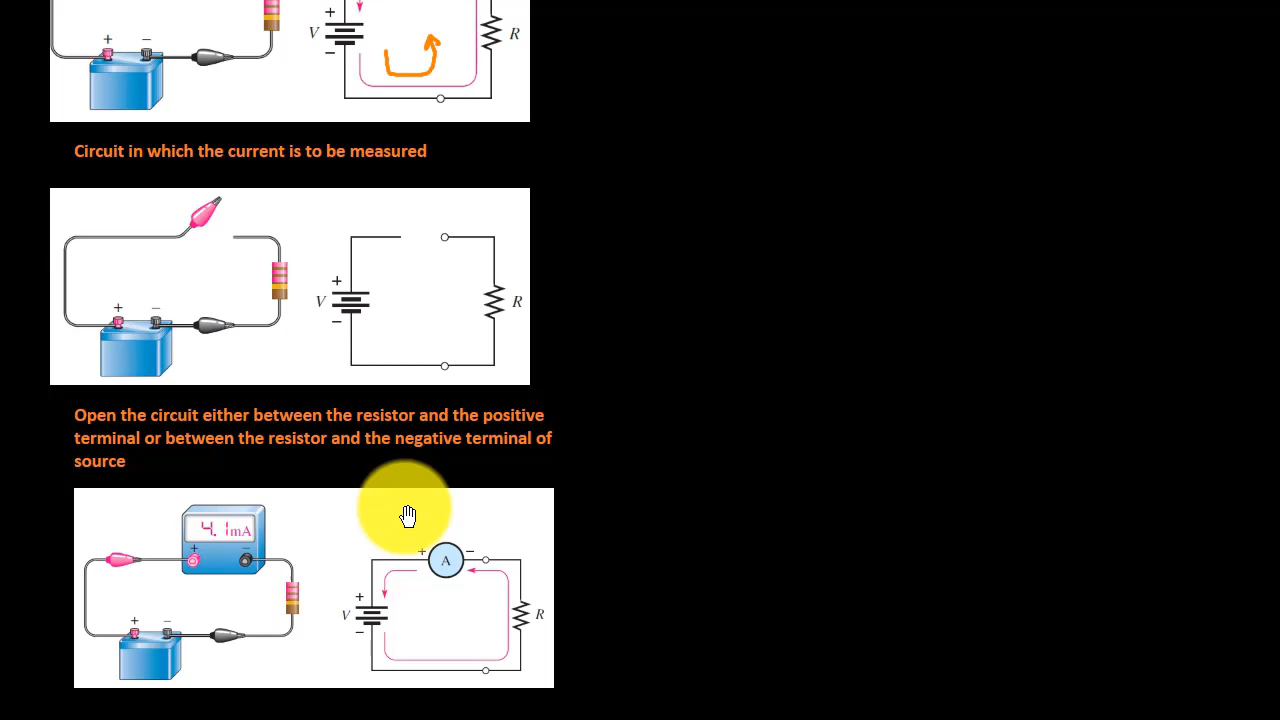 +
V
−
R
+ −
Circuit in which the current is to be measured
+
V
−
R
+ −
Open the circuit either between the resistor and the positive
terminal or between the resistor and the negative terminal of
source
4.1mA
+ −
+ A −
+
V
−
R
+ −